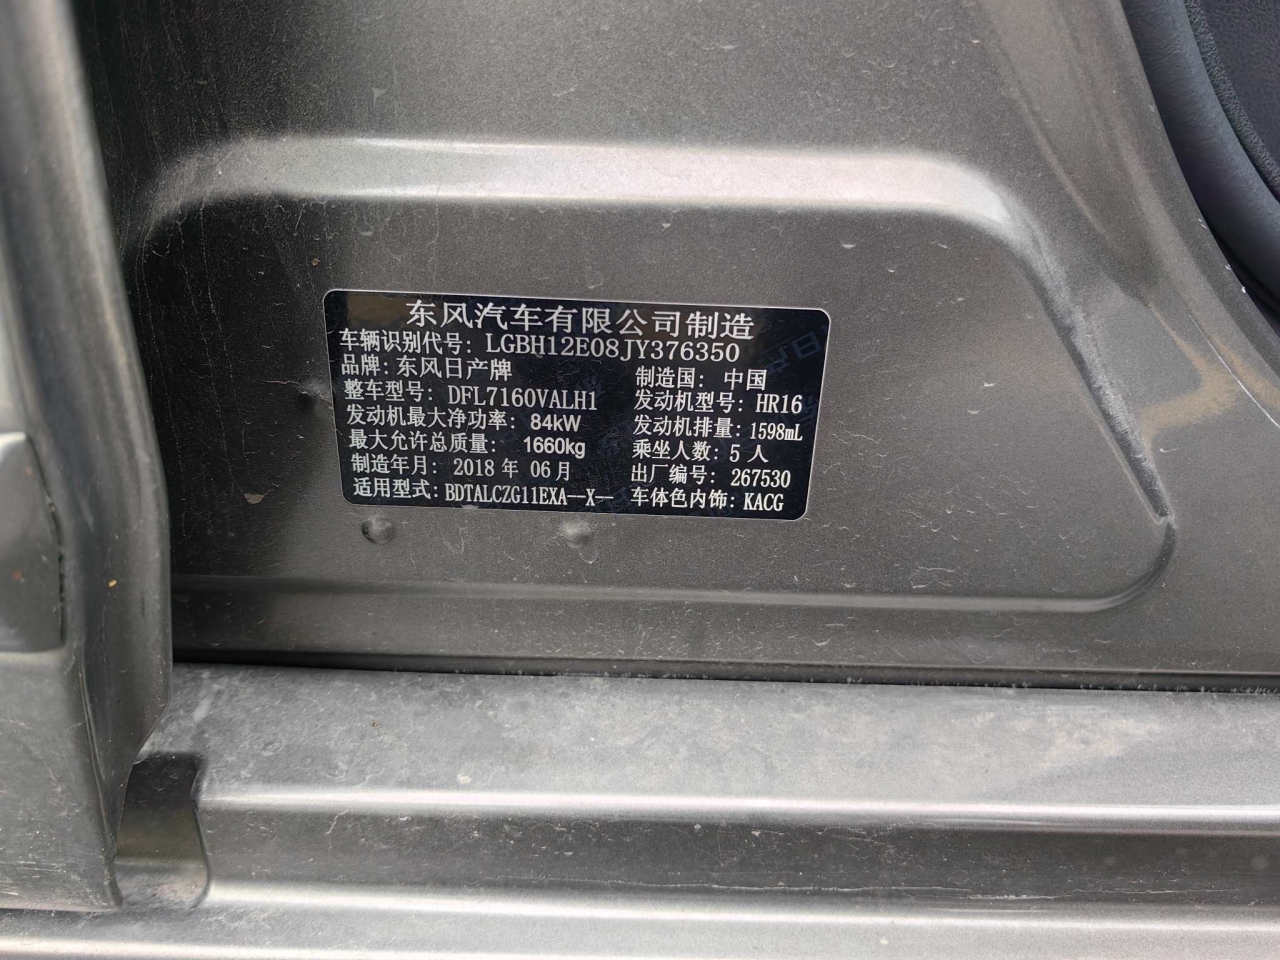 东风汽车有限公司制造
车辆识别代号: LGBH12E08JY376350
品牌: 东风日产牌 制造国: 中国
整车型号: DFL7160VALH1 发动机型号: HR16
发动机最大净功率: 84kW 发动机排量: 1598mL
最大允许总质量: 1660kg 乘坐人数: 5 人
制造年月: 2018 年 06 月 出厂编号: 267530
适用型式: BDTALCZG11EXA--X-- 车体色内饰: KACG